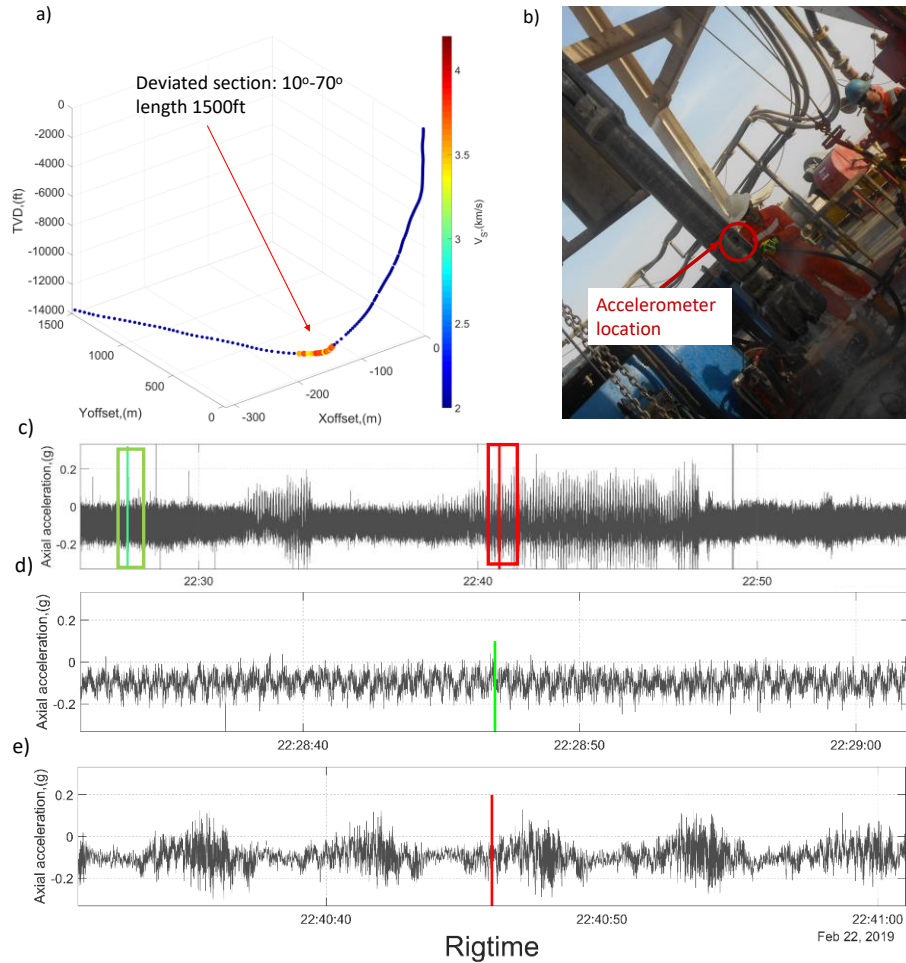 a)
b)
Deviated section: 10º-70º
length 1500ft
0
-2000
-4000
-6000
-8000
-10000
-12000
-14000
TVD,(ft)
1500
1000
500
0
Yoffset,(m)
-300
-200
-100
0
Xoffset,(m)
4
3.5
3
2.5
2
V_S,(km/s)
Accelerometer
location
c)
Axial acceleration,(g)
0.2
0
-0.2
22:30
22:40
22:50
d)
Axial acceleration,(g)
0.2
0
-0.2
22:28:40
22:28:50
22:29:00
e)
Axial acceleration,(g)
0.2
0
-0.2
22:40:40
22:40:50
22:41:00
Feb 22, 2019
Rigtime